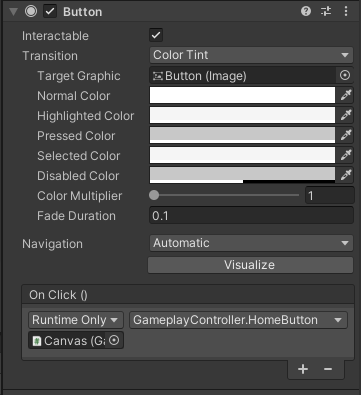 Button
Interactable
Transition Color Tint
Target Graphic Button (Image)
Normal Color
Highlighted Color
Pressed Color
Selected Color
Disabled Color
Color Multiplier 1
Fade Duration 0.1
Navigation Automatic
Visualize
On Click ()
Runtime Only GameplayController.HomeButton
Canvas (Ga
+ −